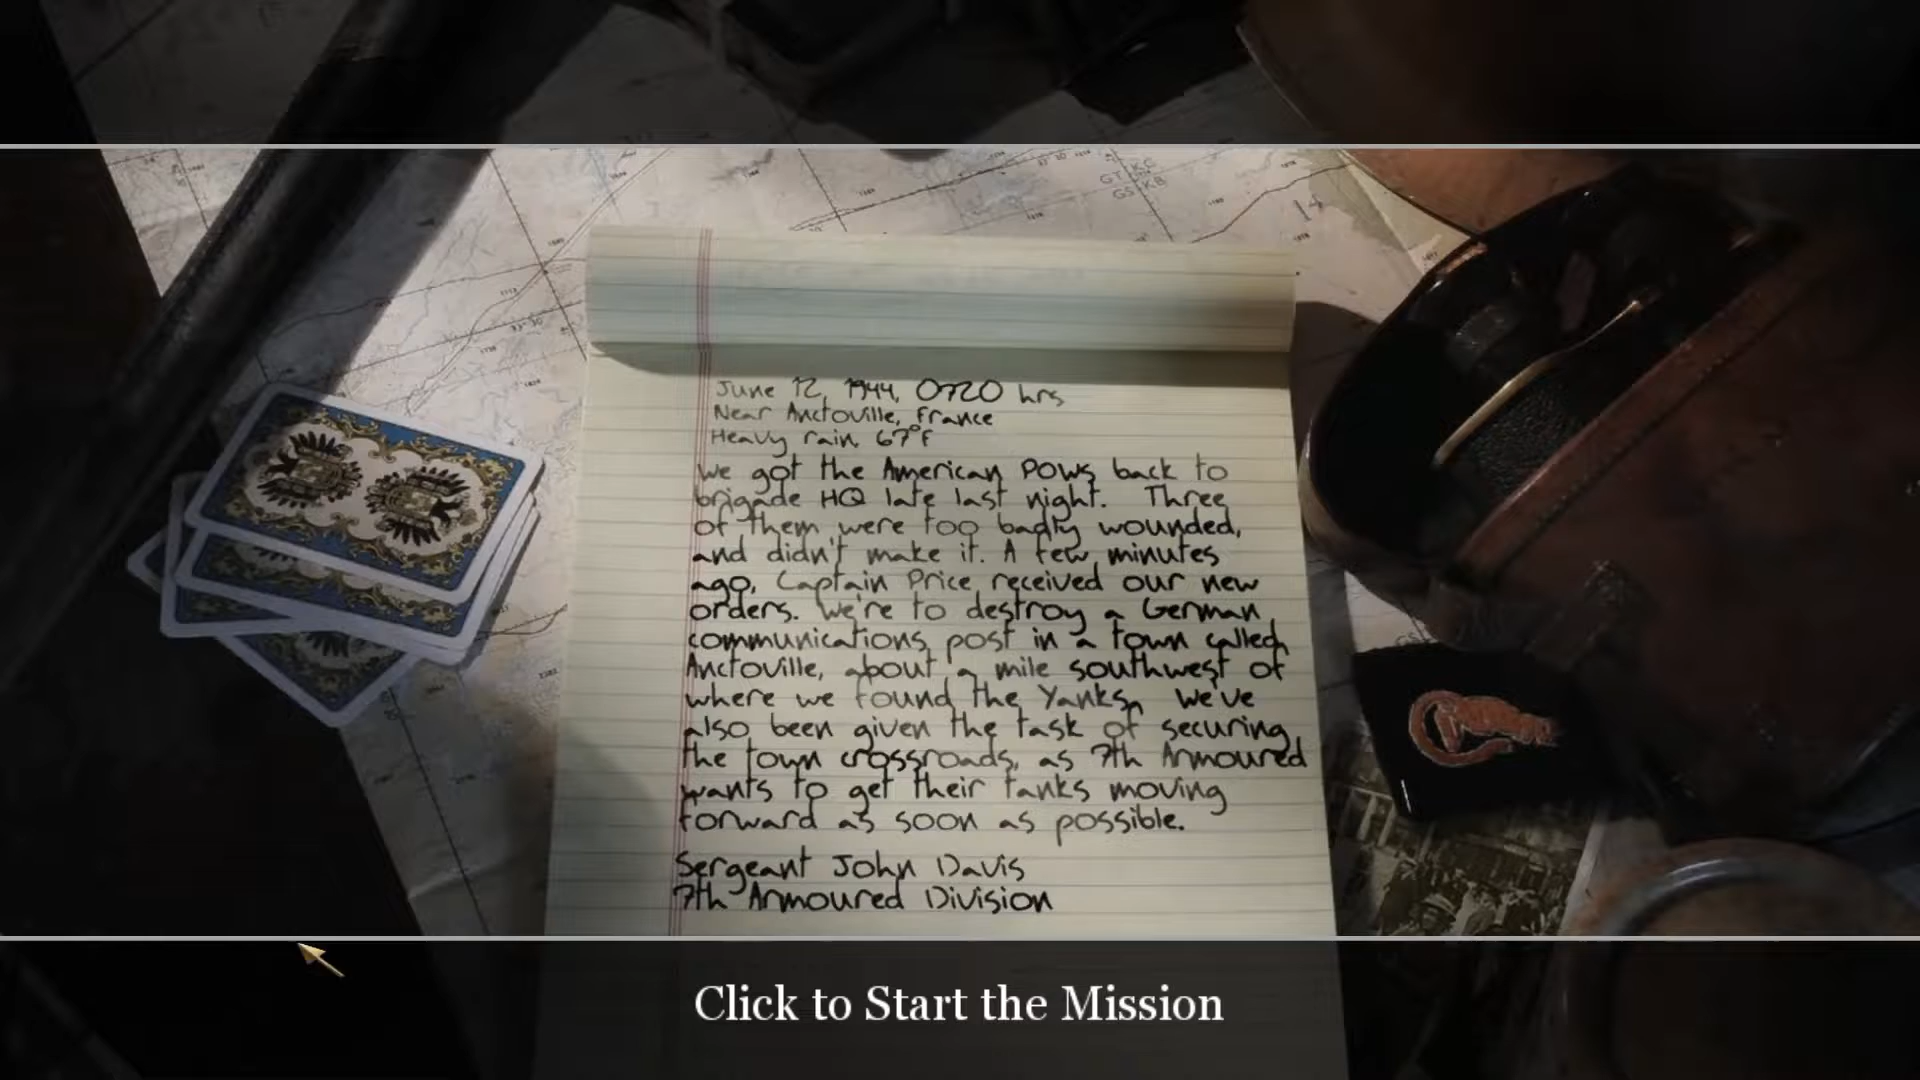 GT KG
GS KB
14
June 12, 1944, 0720 hrs
Near Anctoville, France
Heavy rain, 67°F
We got the American POWs back to
brigade HQ late last night. Three
of them were too badly wounded,
and didn't make it. A few minutes
ago, Captain Price received our new
orders. We're to destroy a German
communications post in a town called
Anctoville, about a mile southwest of
where we found the Yanks. We've
also been given the task of securing
the town crossroads, as 7th Armoured
wants to get their tanks moving
forward as soon as possible.
Sergeant John Davis
7th Armoured Division
Click to Start the Mission